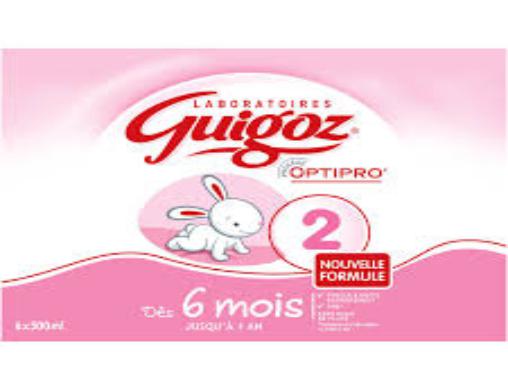 LABORATOIRES
Guigoz®
OPTIPRO®
2
NOUVELLE
FORMULE
Dès 6 mois
JUSQU'À 1 AN
6x500ml